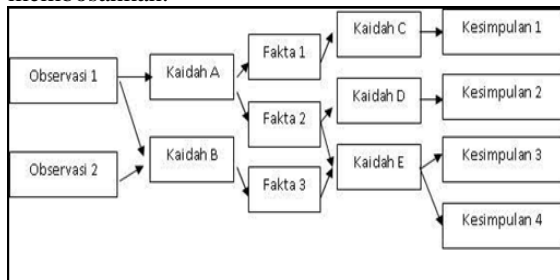 Observasi 1
Observasi 2
Kaidah A
Kaidah B
Fakta 1
Fakta 2
Fakta 3
Kaidah C
Kaidah D
Kaidah E
Kesimpulan 1
Kesimpulan 2
Kesimpulan 3
Kesimpulan 4